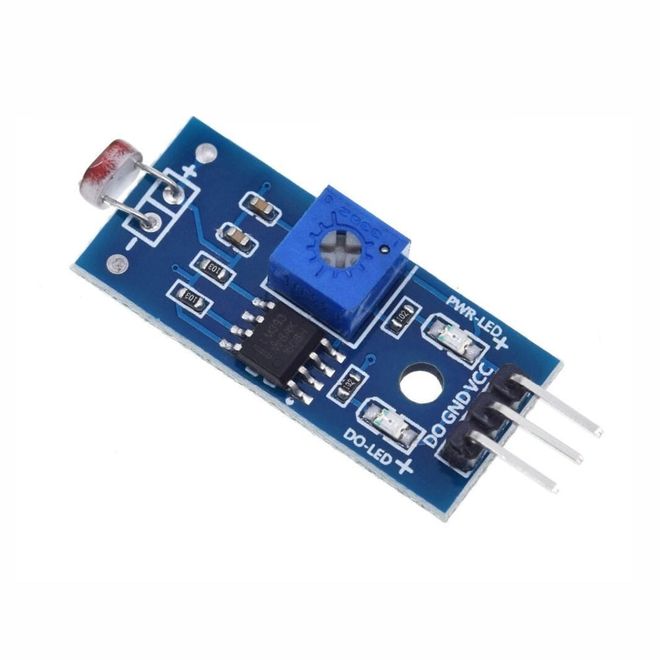 +
-
103
103
102
PWR-LED
+
102
DO-LED
+
DO GND VCC